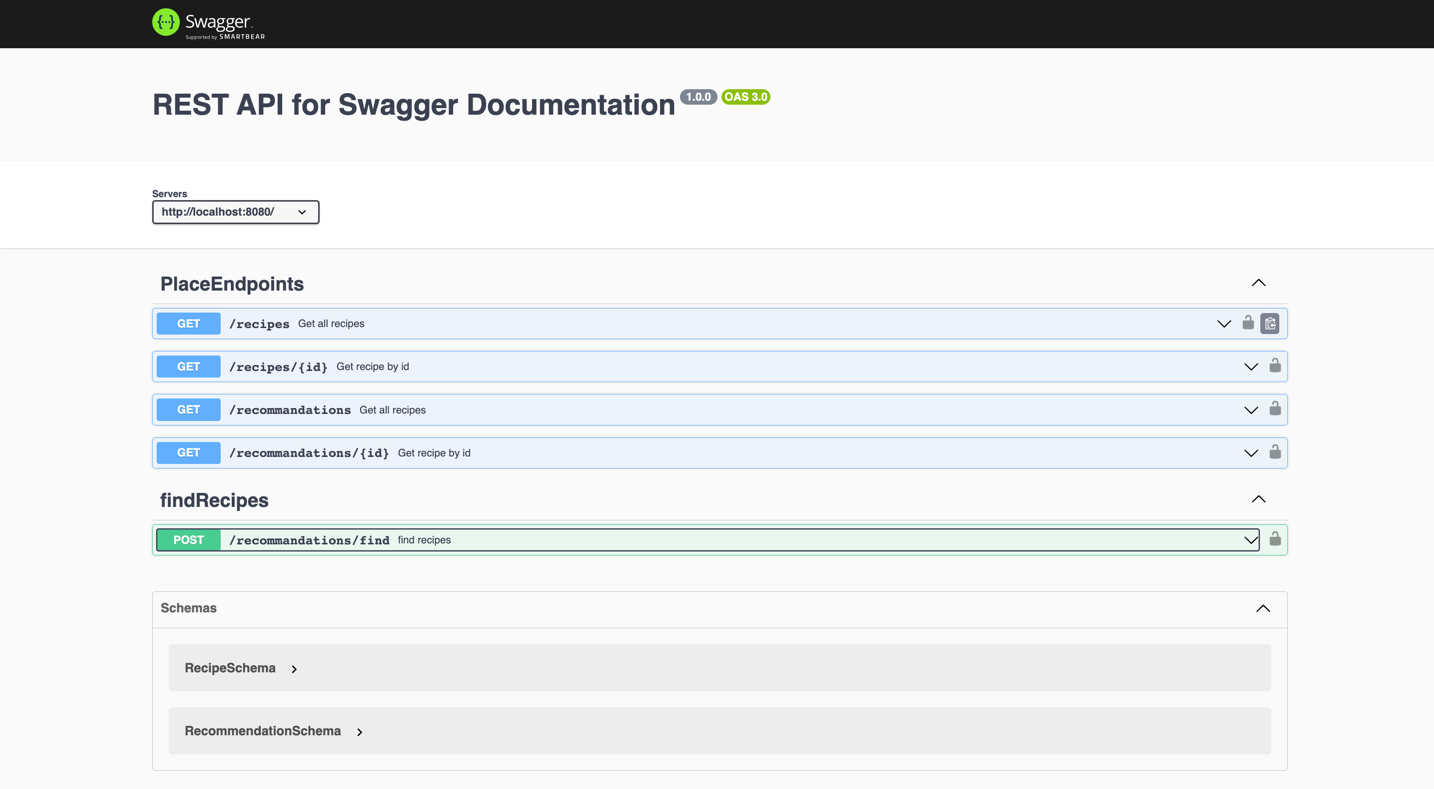 Swagger.
Supported by SMARTBEAR
REST API for Swagger Documentation 1.0.0 OAS 3.0
Servers
http://localhost:8080/
PlaceEndpoints
GET /recipes Get all recipes
GET /recipes/{id} Get recipe by id
GET /recommandations Get all recipes
GET /recommandations/{id} Get recipe by id
findRecipes
POST /recommandations/find find recipes
Schemas
RecipeSchema
RecommendationSchema